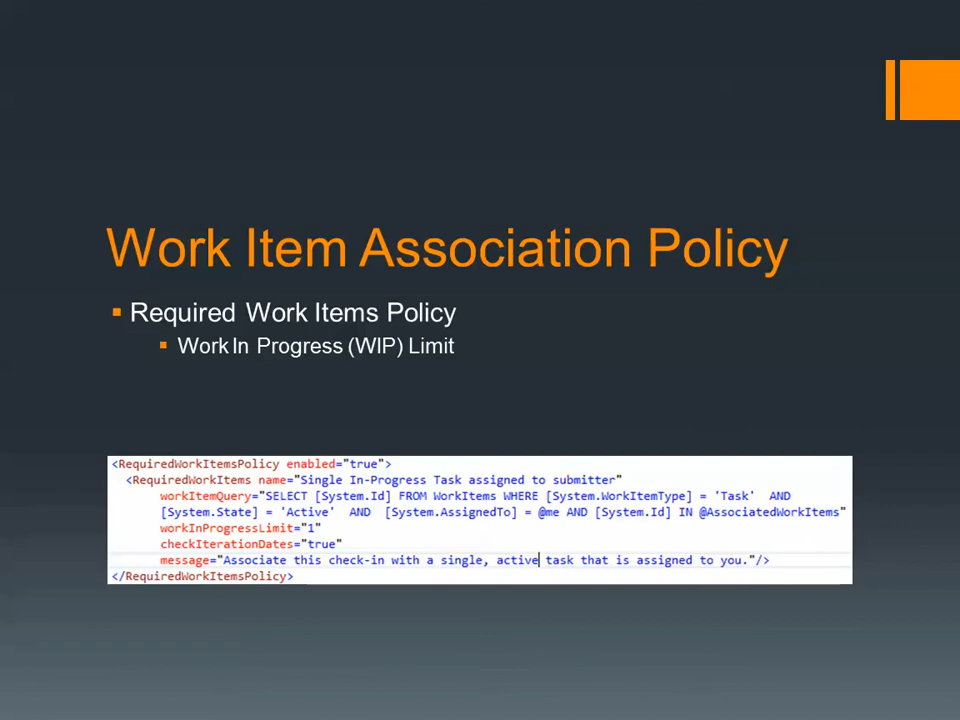 Work Item Association Policy
Required Work Items Policy
Work In Progress (WIP) Limit
<RequiredWorkItemsPolicy enabled="true">
<RequiredWorkItems name="Single In-Progress Task assigned to submitter"
workItemQuery="SELECT [System.Id] FROM WorkItems WHERE [System.WorkItemType] = 'Task' AND
[System.State] = 'Active' AND [System.AssignedTo] = @me AND [System.Id] IN @AssociatedWorkItems"
workInProgressLimit="1"
checkIterationDates="true"
message="Associate this check-in with a single, active task that is assigned to you."/>
</RequiredWorkItemsPolicy>